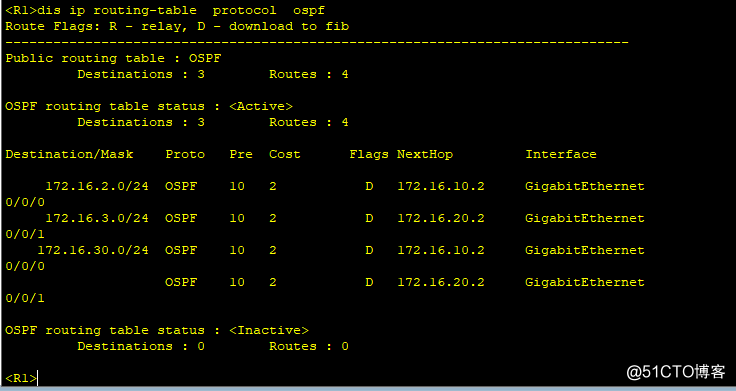 <R1>dis ip routing-table  protocol  ospf
Route Flags: R - relay, D - download to fib
------------------------------------------------------------------------------
Public routing table : OSPF
         Destinations : 3        Routes : 4

OSPF routing table status : <Active>
         Destinations : 3        Routes : 4

Destination/Mask    Proto   Pre  Cost      Flags NextHop         Interface

     172.16.2.0/24  OSPF    10   2           D   172.16.10.2     GigabitEthernet
0/0/0
     172.16.3.0/24  OSPF    10   2           D   172.16.20.2     GigabitEthernet
0/0/1
    172.16.30.0/24  OSPF    10   2           D   172.16.10.2     GigabitEthernet
0/0/0
                    OSPF    10   2           D   172.16.20.2     GigabitEthernet
0/0/1

OSPF routing table status : <Inactive>
         Destinations : 0        Routes : 0

<R1>
@51CTO博客